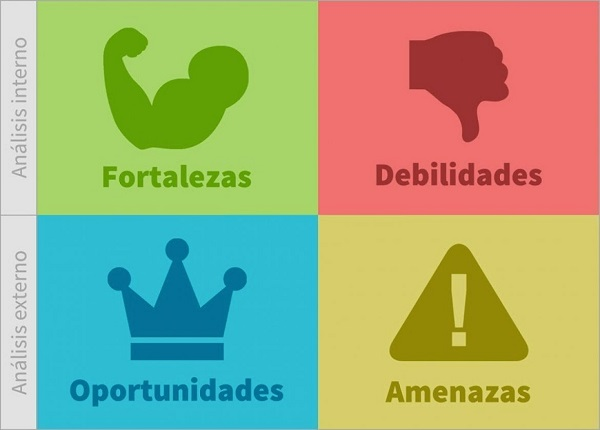 Análisis interno
Fortalezas
Debilidades
Análisis externo
Oportunidades
Amenazas